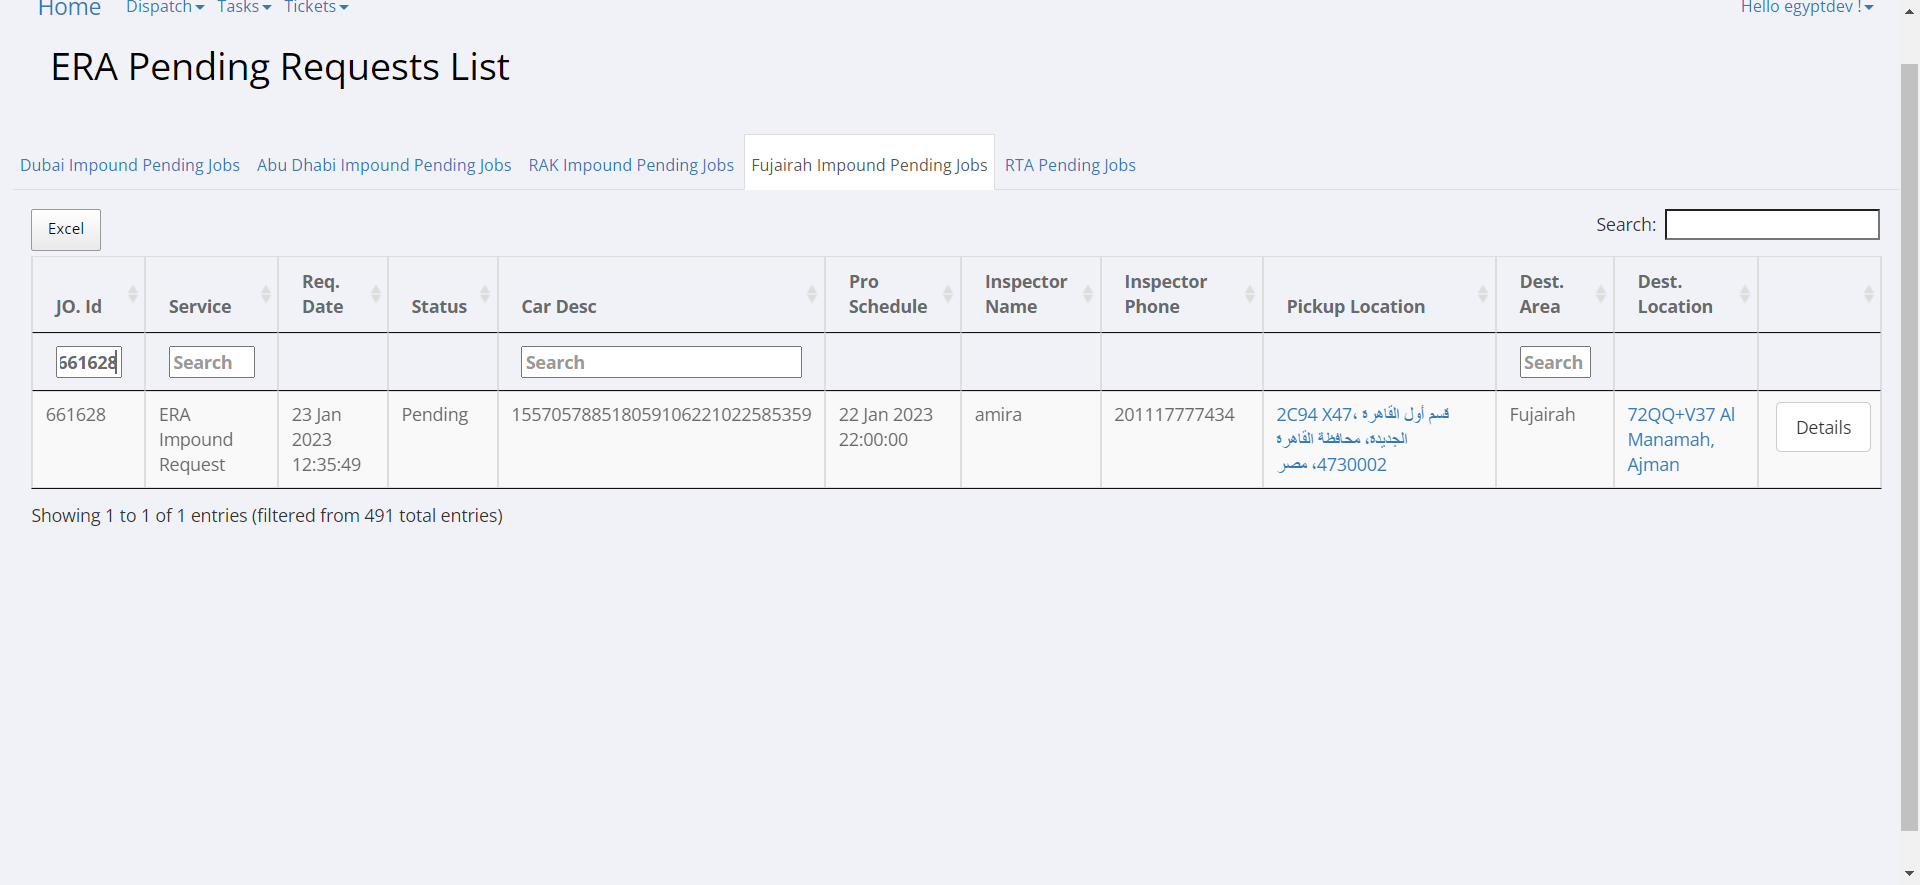 Home Dispatch Tasks Tickets Hello egyptdev !
ERA Pending Requests List
Dubai Impound Pending Jobs Abu Dhabi Impound Pending Jobs RAK Impound Pending Jobs Fujairah Impound Pending Jobs RTA Pending Jobs
Excel Search:
JO. Id Service Req. Date Status Car Desc Pro Schedule Inspector Name Inspector Phone Pickup Location Dest. Area Dest. Location
661628 Search Search Search
661628
ERA
Impound
Request
23 Jan
2023
12:35:49
Pending
155705788518059106221022585359
22 Jan 2023
22:00:00
amira
201117777434
2C94 X47، قسم أول القاهرة
الجديدة، محافظة القاهرة
4730002، مصر
Fujairah
72QQ+V37 Al
Manamah,
Ajman
Details
Showing 1 to 1 of 1 entries (filtered from 491 total entries)